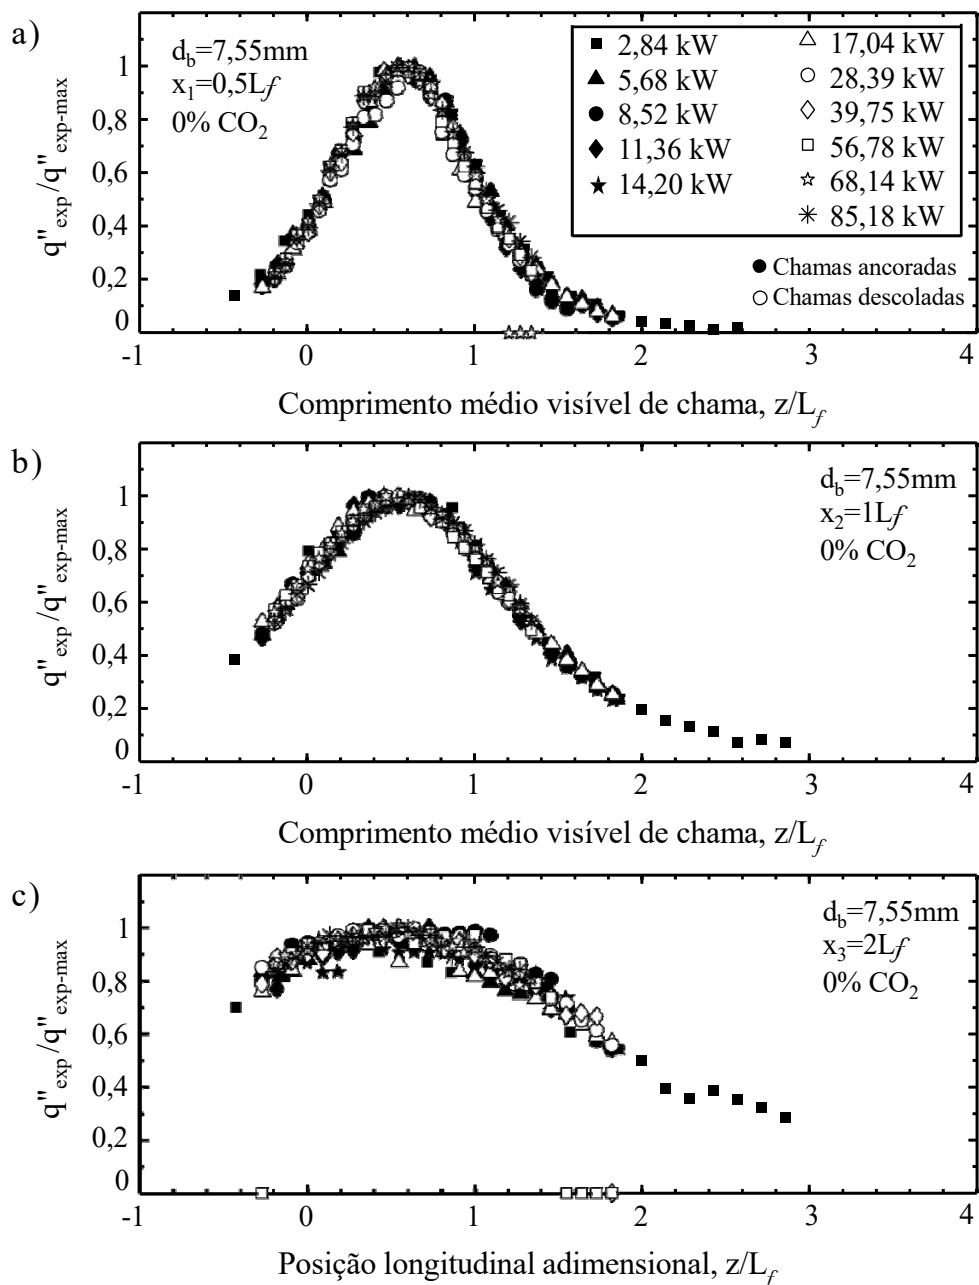 a)
d_b=7,55mm
x_1=0,5L_f
0% CO_2
2,84 kW
5,68 kW
8,52 kW
11,36 kW
14,20 kW
17,04 kW
28,39 kW
39,75 kW
56,78 kW
68,14 kW
85,18 kW
Chamas ancoradas
Chamas descoladas
q"_exp/q"_exp-max
1
0,8
0,6
0,4
0,2
0
-1 0 1 2 3 4
Comprimento médio visível de chama, z/L_f
b)
d_b=7,55mm
x_2=1L_f
0% CO_2
q"_exp/q"_exp-max
1
0,8
0,6
0,4
0,2
0
-1 0 1 2 3 4
Comprimento médio visível de chama, z/L_f
c)
d_b=7,55mm
x_3=2L_f
0% CO_2
q"_exp/q"_exp-max
1
0,8
0,6
0,4
0,2
0
-1 0 1 2 3 4
Posição longitudinal adimensional, z/L_f